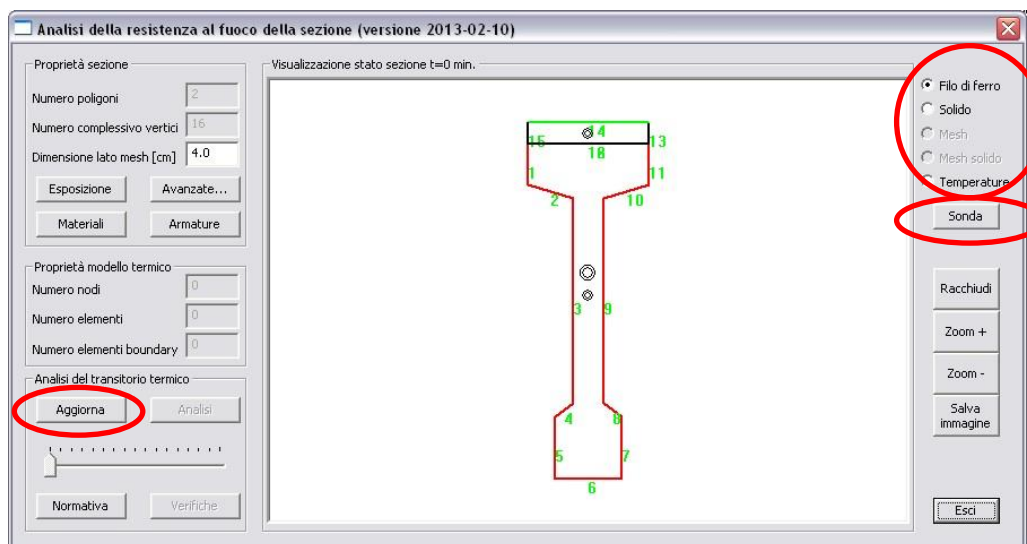 Analisi della resistenza al fuoco della sezione (versione 2013-02-10)
Proprietà sezione
Numero poligoni 2
Numero complessivo vertici 16
Dimensione lato mesh [cm] 4.0
Esposizione Avanzate...
Materiali Armature
Proprietà modello termico
Numero nodi 0
Numero elementi 0
Numero elementi boundary 0
Analisi del transitorio termico
Aggiorna Analisi
Normativa Verifiche
Visualizzazione stato sezione t=0 min.
15 14 13
1 11
2 10
3 9
4 8
5 7
6
Filo di ferro
Solido
Mesh
Mesh solido
Temperature
Sonda
Racchiudi
Zoom +
Zoom -
Salva
immagine
Esci